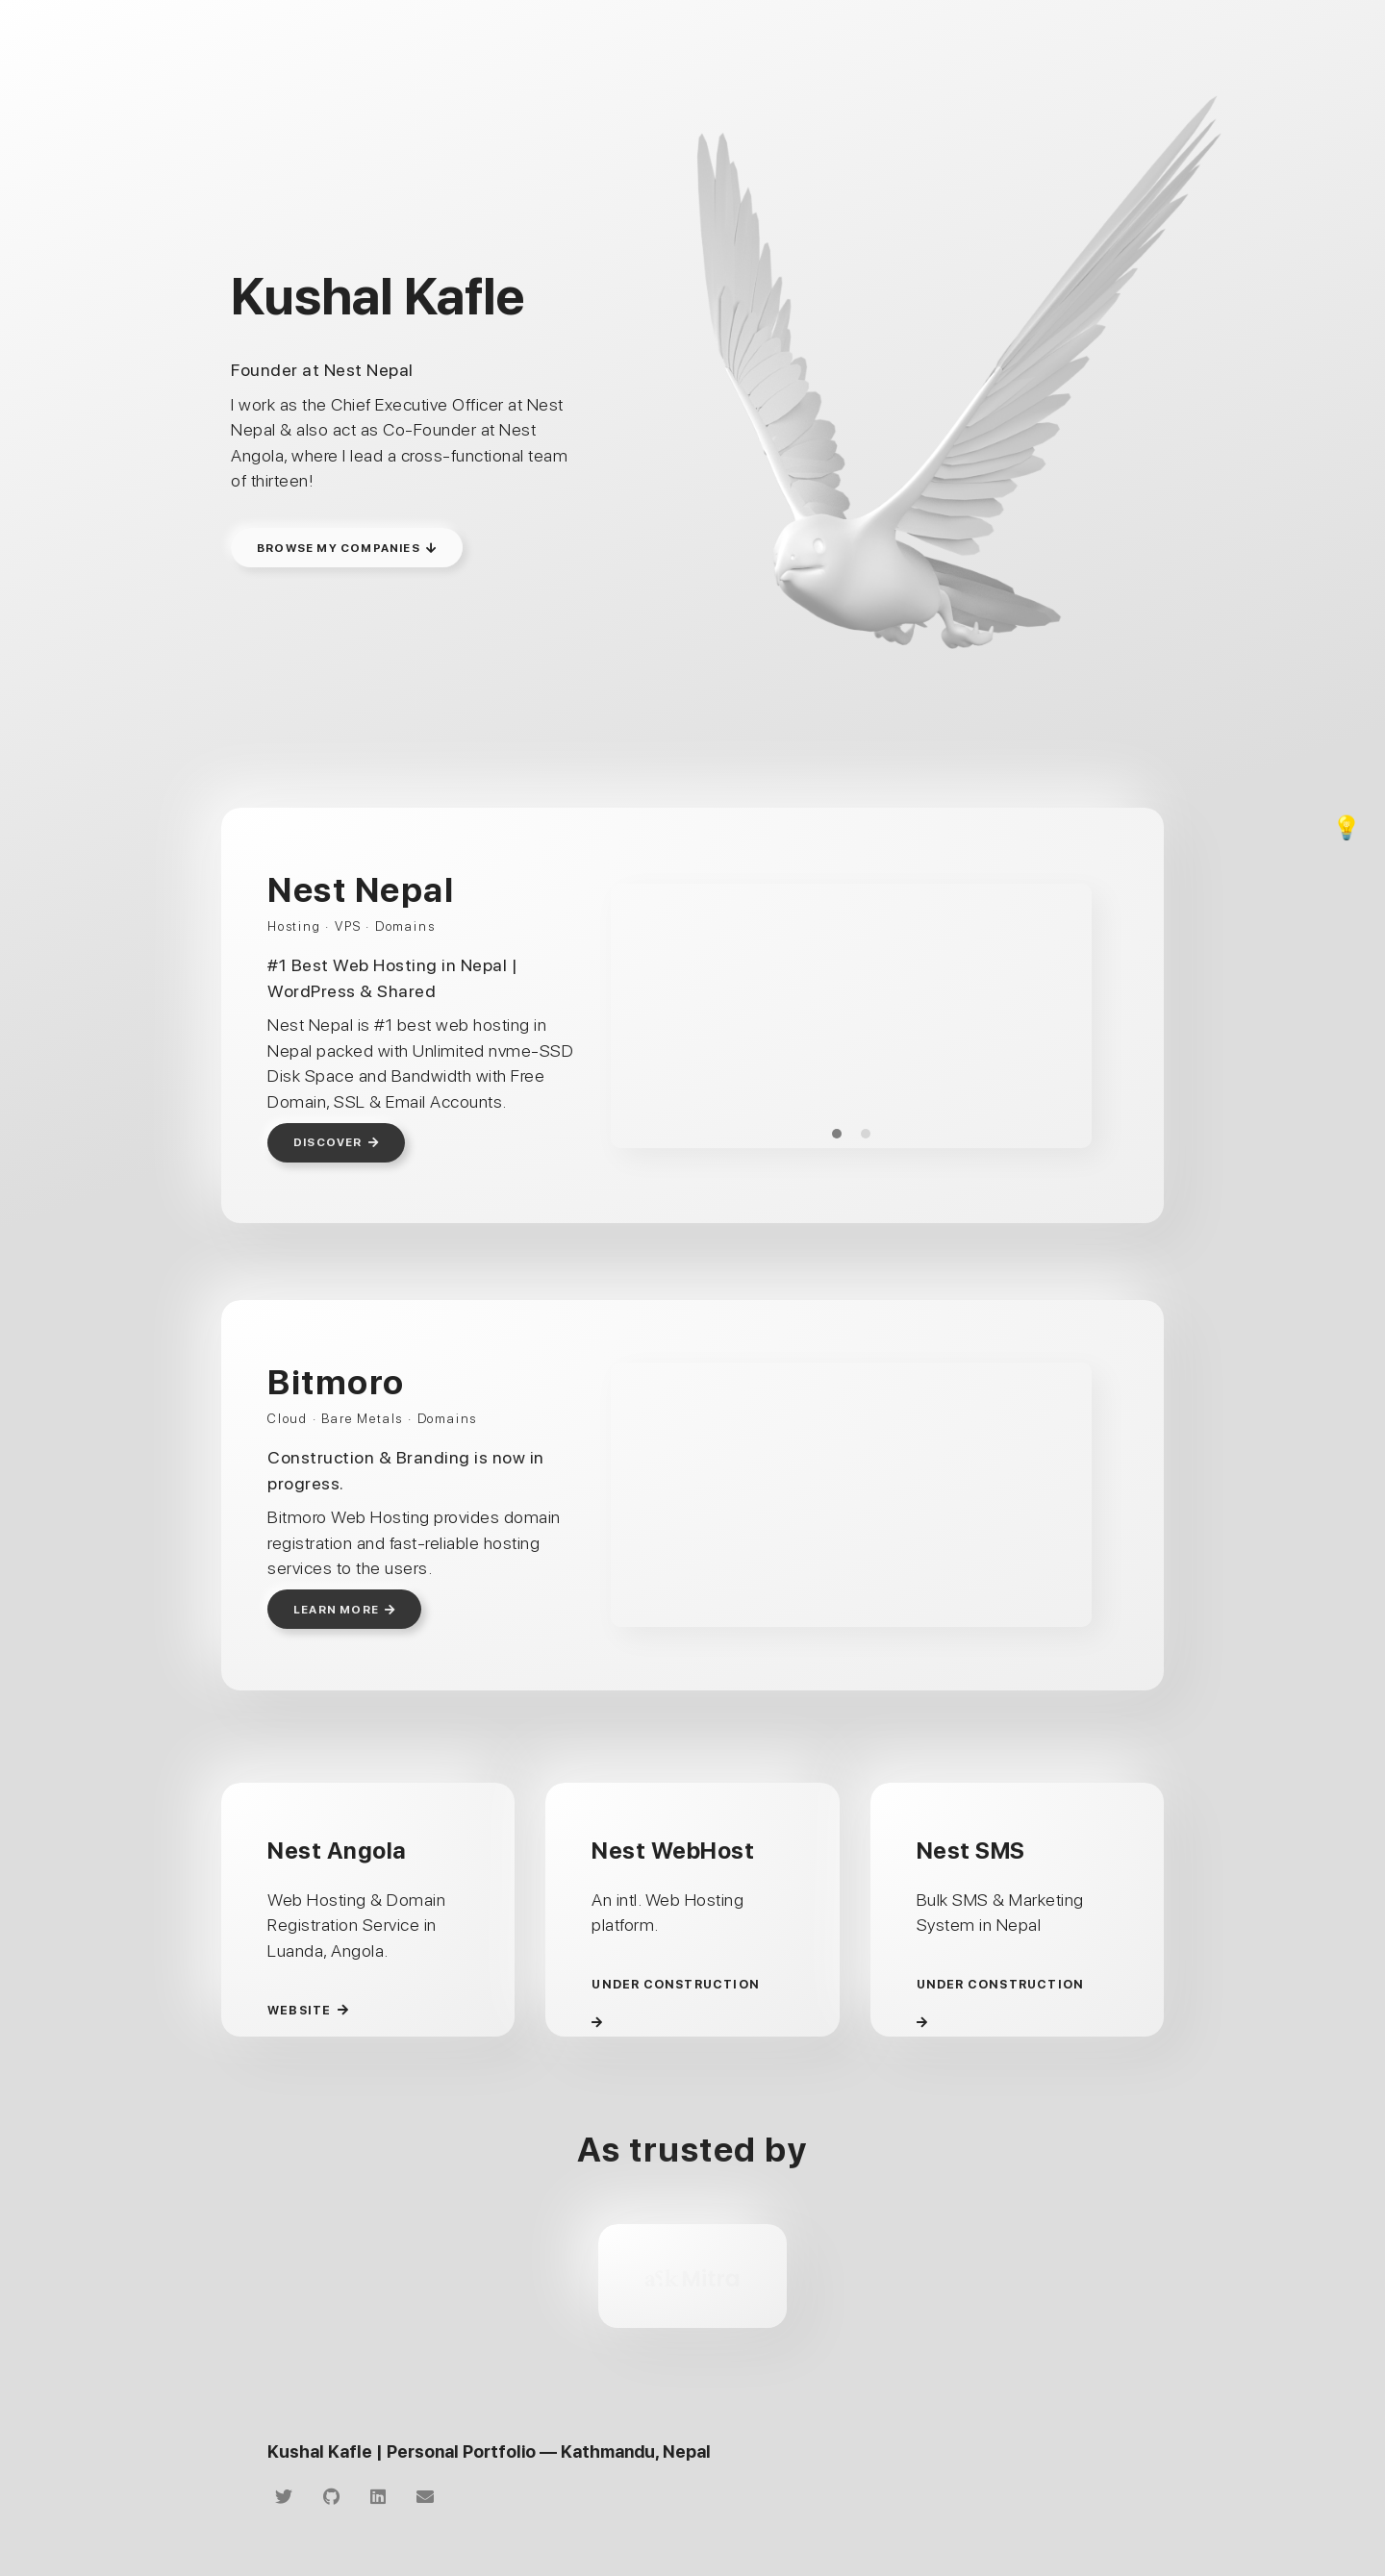 Kushal Kafle
Founder at Nest Nepal
I work as the Chief Executive Officer at Nest
Nepal & also act as Co-Founder at Nest
Angola, where I lead a cross-functional team
of thirteen!
BROWSE MY COMPANIES
Nest Nepal
Hosting · VPS · Domains
#1 Best Web Hosting in Nepal |
WordPress & Shared
Nest Nepal is #1 best web hosting in
Nepal packed with Unlimited nvme-SSD
Disk Space and Bandwidth with Free
Domain, SSL & Email Accounts.
DISCOVER
Bitmoro
Cloud · Bare Metals · Domains
Construction & Branding is now in
progress.
Bitmoro Web Hosting provides domain
registration and fast-reliable hosting
services to the users.
LEARN MORE
Nest Angola
Web Hosting & Domain
Registration Service in
Luanda, Angola.
WEBSITE
Nest WebHost
An intl. Web Hosting
platform.
UNDER CONSTRUCTION
Nest SMS
Bulk SMS & Marketing
System in Nepal
UNDER CONSTRUCTION
As trusted by
Kushal Kafle | Personal Portfolio — Kathmandu, Nepal